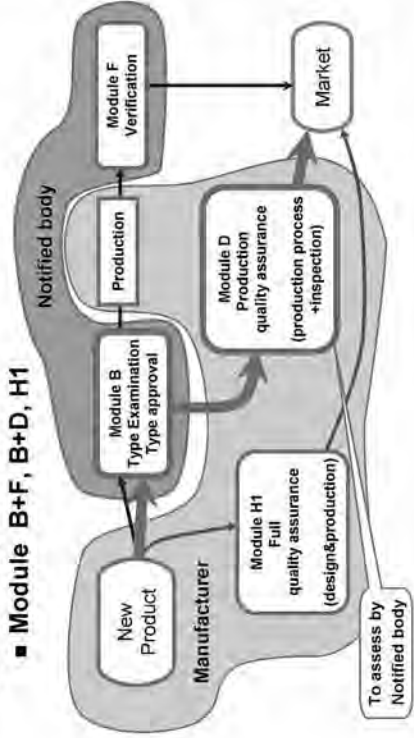 ■ Module B+F, B+D, H1
Notified body
Module F
Verification
Production
Module B
Type Examination
Type approval
New
Product
Manufacturer
Module D
Production
quality assurance
(production process
+inspection)
Market
Module H1
Full
quality assurance
(design&production)
To assess by
Notified body